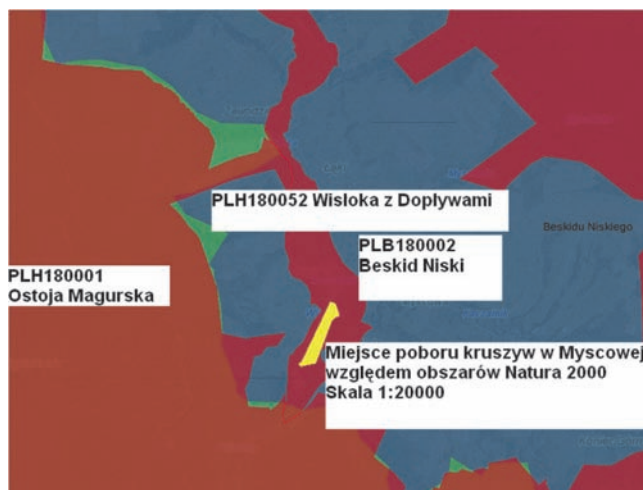 PLH180052 Wisloka z Doplywami
PLB180002
Beskid Niski
Beskidu Niskiego
PLH180001
Ostoja Magurska
Miejsce poboru kruszyw w Myscowej
względem obszarów Natura 2000
Skala 1:20000